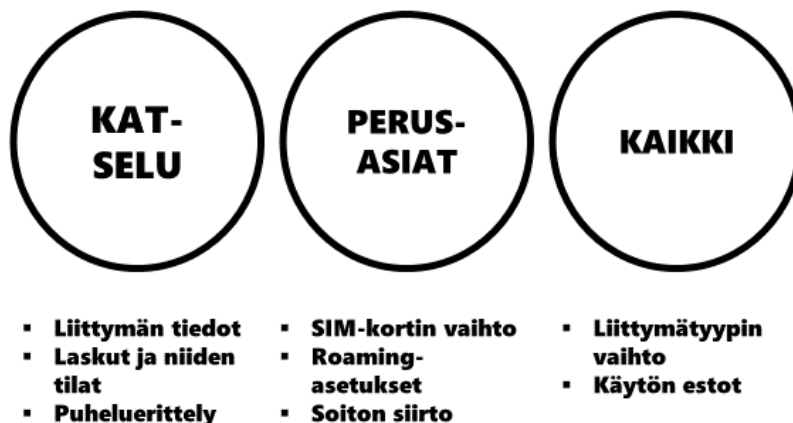 KAT-
SELU
PERUS-
ASIAT
KAIKKI
▪ Liittymän tiedot
▪ Laskut ja niiden
tilat
▪ Puheluerittely
▪ SIM-kortin vaihto
▪ Roaming-
asetukset
▪ Soiton siirto
▪ Liittymätyypin
vaihto
▪ Käytön estot